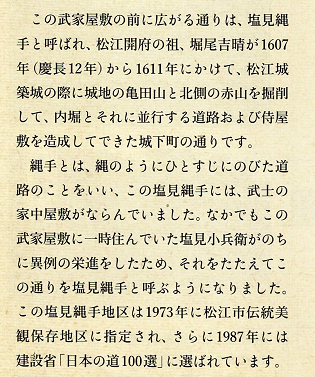 この武家屋敷の前に広がる通りは、塩見縄
手と呼ばれ、松江開府の祖、堀尾吉晴が1607
年(慶長12年)から1611年にかけて、松江城
築城の際に城地の亀田山と北側の赤山を掘削
して、内堀とそれに並行する道路および侍屋
敷を造成してできた城下町の通りです。
縄手とは、縄のようにひとすじにのびた道
路のことをいい、この塩見縄手には、武士の
家中屋敷がならんでいました。なかでもこの
武家屋敷に一時住んでいた塩見小兵衛がのち
に異例の栄進をしたため、それをたたえてこ
の通りを塩見縄手と呼ぶようになりました。
この塩見縄手地区は1973年に松江市伝統美
観保存地区に指定され、さらに1987年には
建設省「日本の道100選」に選ばれています。